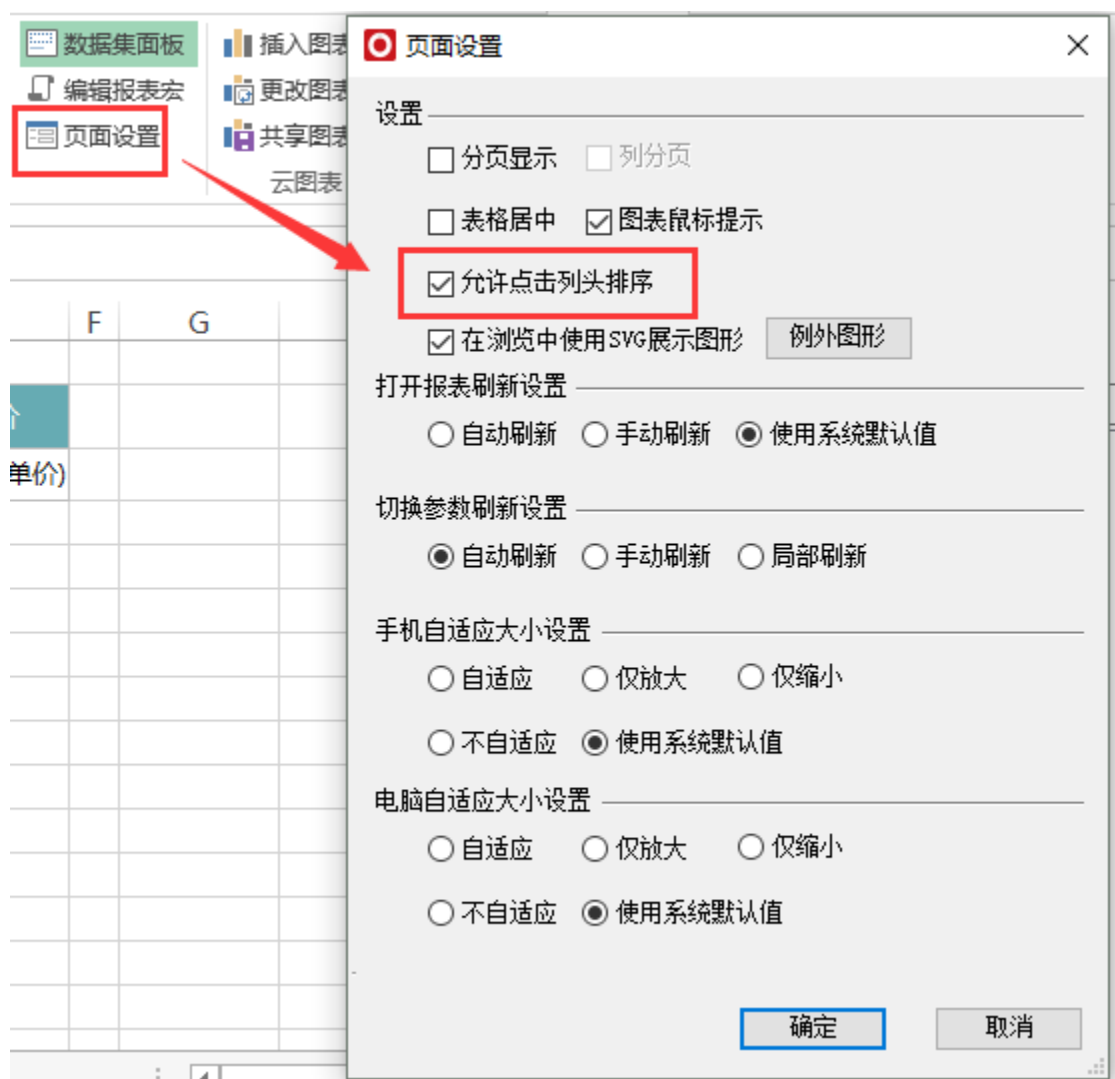 数据集面板
编辑报表宏
页面设置
插入图表
更改图表
共享图表
云图表
F
G
单价)
页面设置
设置
分页显示 列分页
表格居中 图表鼠标提示
允许点击列头排序
在浏览中使用SVG展示图形 例外图形
打开报表刷新设置
自动刷新 手动刷新 使用系统默认值
切换参数刷新设置
自动刷新 手动刷新 局部刷新
手机自适应大小设置
自适应 仅放大 仅缩小
不自适应 使用系统默认值
电脑自适应大小设置
自适应 仅放大 仅缩小
不自适应 使用系统默认值
确定 取消